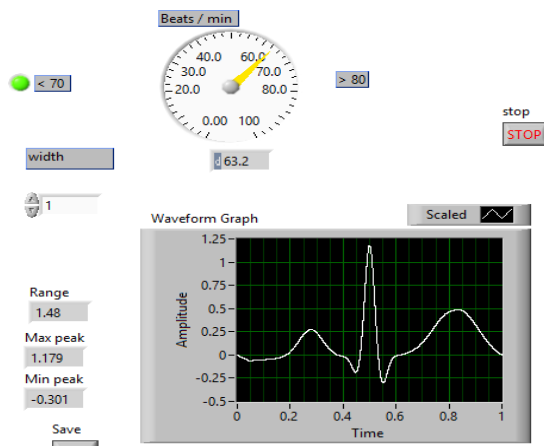 Beats / min
40.0 60.0
30.0 70.0
20.0 80.0
0.00 100
d 63.2
< 70
> 80
stop
STOP
width
1
Waveform Graph
Scaled
Amplitude
1.25
1
0.75
0.5
0.25
0
-0.25
-0.5
0 0.2 0.4 0.6 0.8 1
Time
Range
1.48
Max peak
1.179
Min peak
-0.301
Save